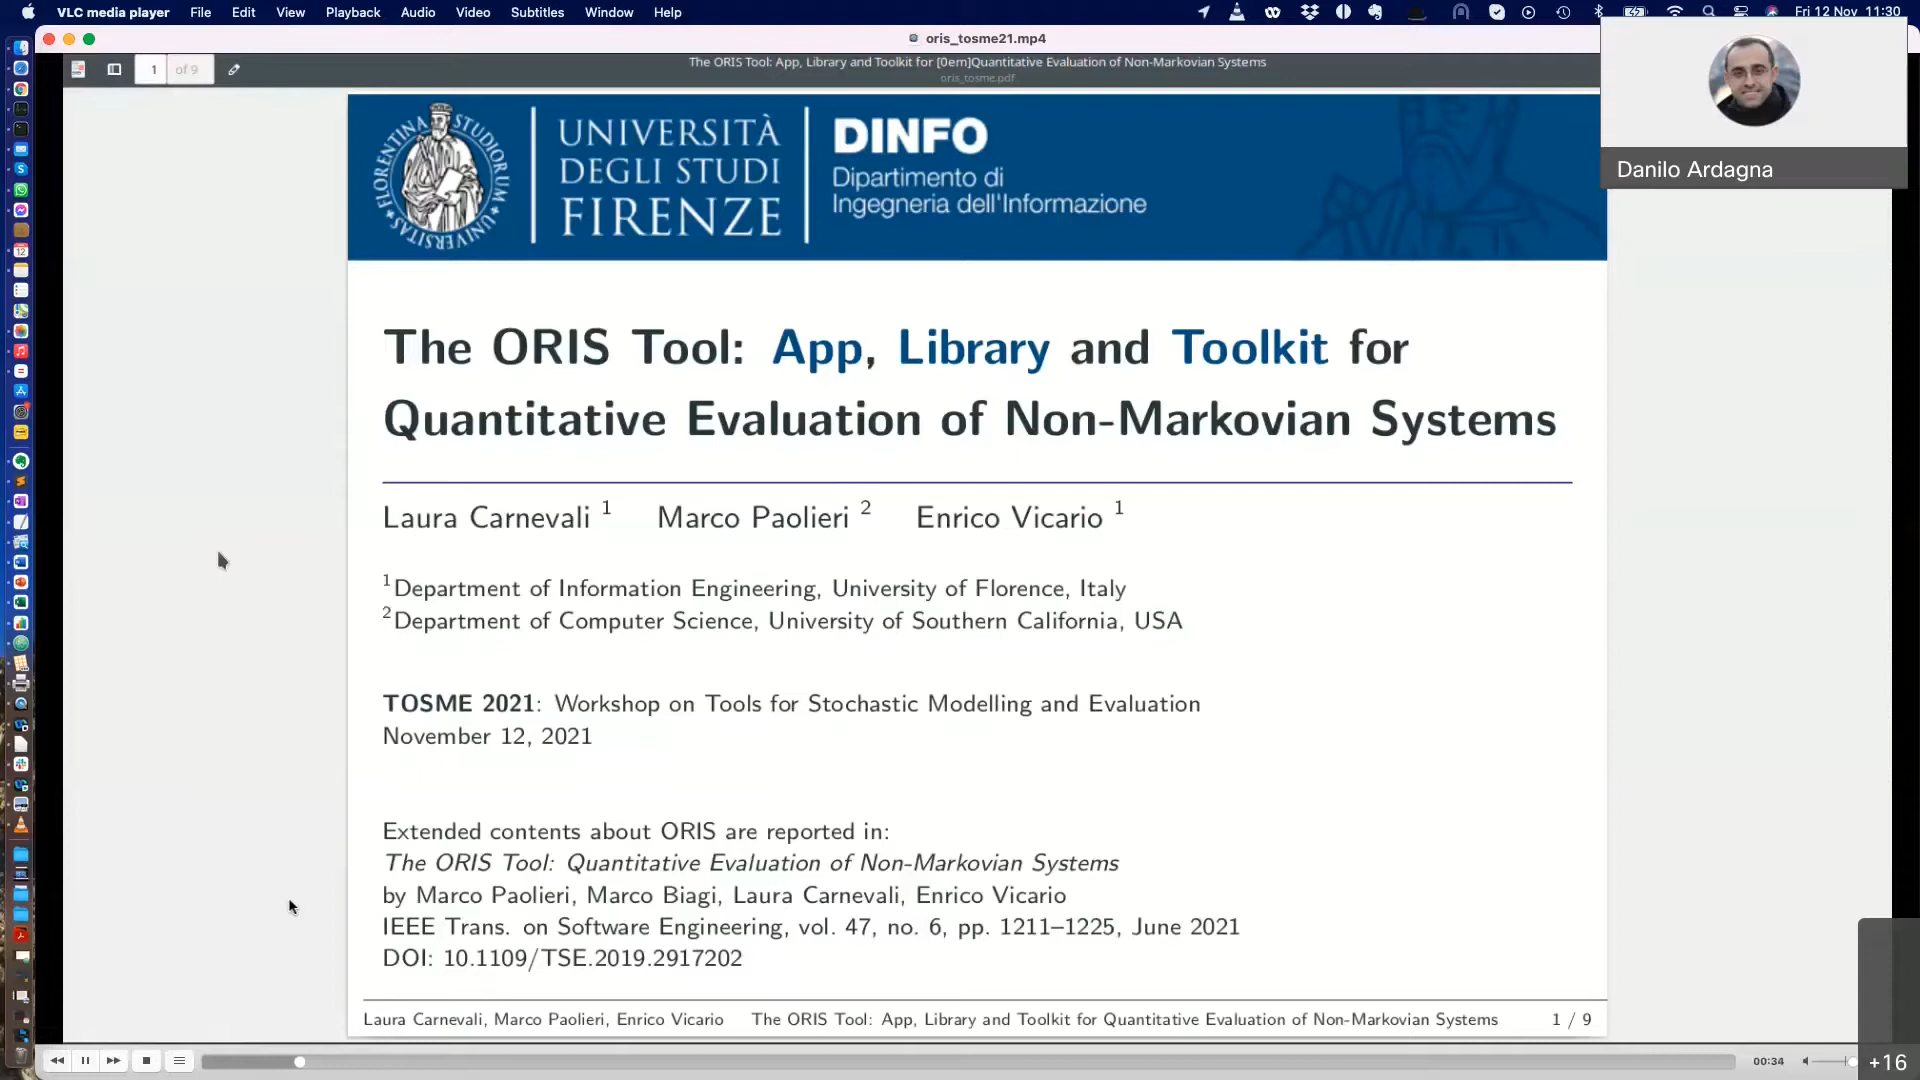 VLC media player File Edit View Playback Audio Video Subtitles Window Help Fri 12 Nov 11:30
oris_tosme21.mp4
1 of 9
The ORIS Tool: App, Library and Toolkit for [0em]Quantitative Evaluation of Non-Markovian Systems
oris_tosme.pdf
FLORENTINA STUDIORUM UNIVERSITAS
UNIVERSITÀ
DEGLI STUDI
FIRENZE
DINFO
Dipartimento di
Ingegneria dell'Informazione
Danilo Ardagna
The ORIS Tool: App, Library and Toolkit for
Quantitative Evaluation of Non-Markovian Systems
Laura Carnevali 1 Marco Paolieri 2 Enrico Vicario 1
1 Department of Information Engineering, University of Florence, Italy
2 Department of Computer Science, University of Southern California, USA
TOSME 2021: Workshop on Tools for Stochastic Modelling and Evaluation
November 12, 2021
Extended contents about ORIS are reported in:
The ORIS Tool: Quantitative Evaluation of Non-Markovian Systems
by Marco Paolieri, Marco Biagi, Laura Carnevali, Enrico Vicario
IEEE Trans. on Software Engineering, vol. 47, no. 6, pp. 1211–1225, June 2021
DOI: 10.1109/TSE.2019.2917202
Laura Carnevali, Marco Paolieri, Enrico Vicario The ORIS Tool: App, Library and Toolkit for Quantitative Evaluation of Non-Markovian Systems 1 / 9
00:34
+16